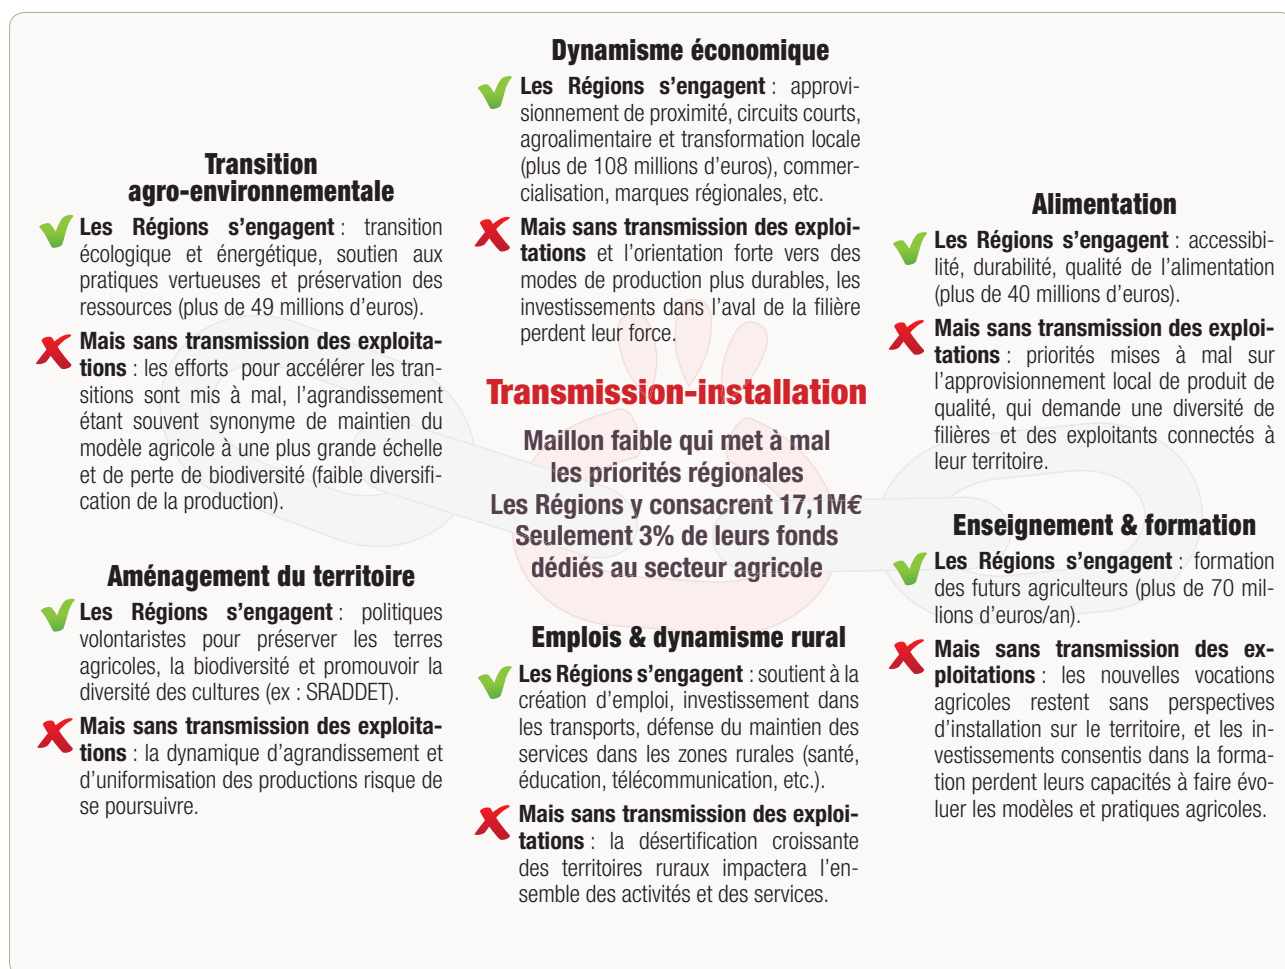 Transition
agro-environnementale
Les Régions s’engagent : transition
écologique et énergétique, soutien aux
pratiques vertueuses et préservation des
ressources (plus de 49 millions d’euros).
Mais sans transmission des exploita-
tions : les efforts pour accélérer les tran-
sitions sont mis à mal, l’agrandissement
étant souvent synonyme de maintien du
modèle agricole à une plus grande échelle
et de perte de biodiversité (faible diversifi-
cation de la production).
Aménagement du territoire
Les Régions s’engagent : politiques
volontaristes pour préserver les terres
agricoles, la biodiversité et promouvoir la
diversité des cultures (ex : SRADDET).
Mais sans transmission des exploita-
tions : la dynamique d’agrandissement et
d’uniformisation des productions risque de
se poursuivre.
Dynamisme économique
Les Régions s’engagent : approvi-
sionnement de proximité, circuits courts,
agroalimentaire et transformation locale
(plus de 108 millions d’euros), commer-
cialisation, marques régionales, etc.
Mais sans transmission des exploi-
tations et l’orientation forte vers des
modes de production plus durables, les
investissements dans l’aval de la filière
perdent leur force.
Transmission-installation
Maillon faible qui met à mal
les priorités régionales
Les Régions y consacrent 17,1M€
Seulement 3% de leurs fonds
dédiés au secteur agricole
Emplois & dynamisme rural
Les Régions s’engagent : soutient à la
création d’emploi, investissement dans
les transports, défense du maintien des
services dans les zones rurales (santé,
éducation, télécommunication, etc.).
Mais sans transmission des exploi-
tations : la désertification croissante
des territoires ruraux impactera l’en-
semble des activités et des services.
Alimentation
Les Régions s’engagent : accessibi-
lité, durabilité, qualité de l’alimentation
(plus de 40 millions d’euros).
Mais sans transmission des exploi-
tations : priorités mises à mal sur
l’approvisionnement local de produit de
qualité, qui demande une diversité de
filières et des exploitants connectés à
leur territoire.
Enseignement & formation
Les Régions s’engagent : formation
des futurs agriculteurs (plus de 70 mil-
lions d’euros/an).
Mais sans transmission des ex-
ploitations : les nouvelles vocations
agricoles restent sans perspectives
d’installation sur le territoire, et les in-
vestissements consentis dans la forma-
tion perdent leurs capacités à faire évo-
luer les modèles et pratiques agricoles.